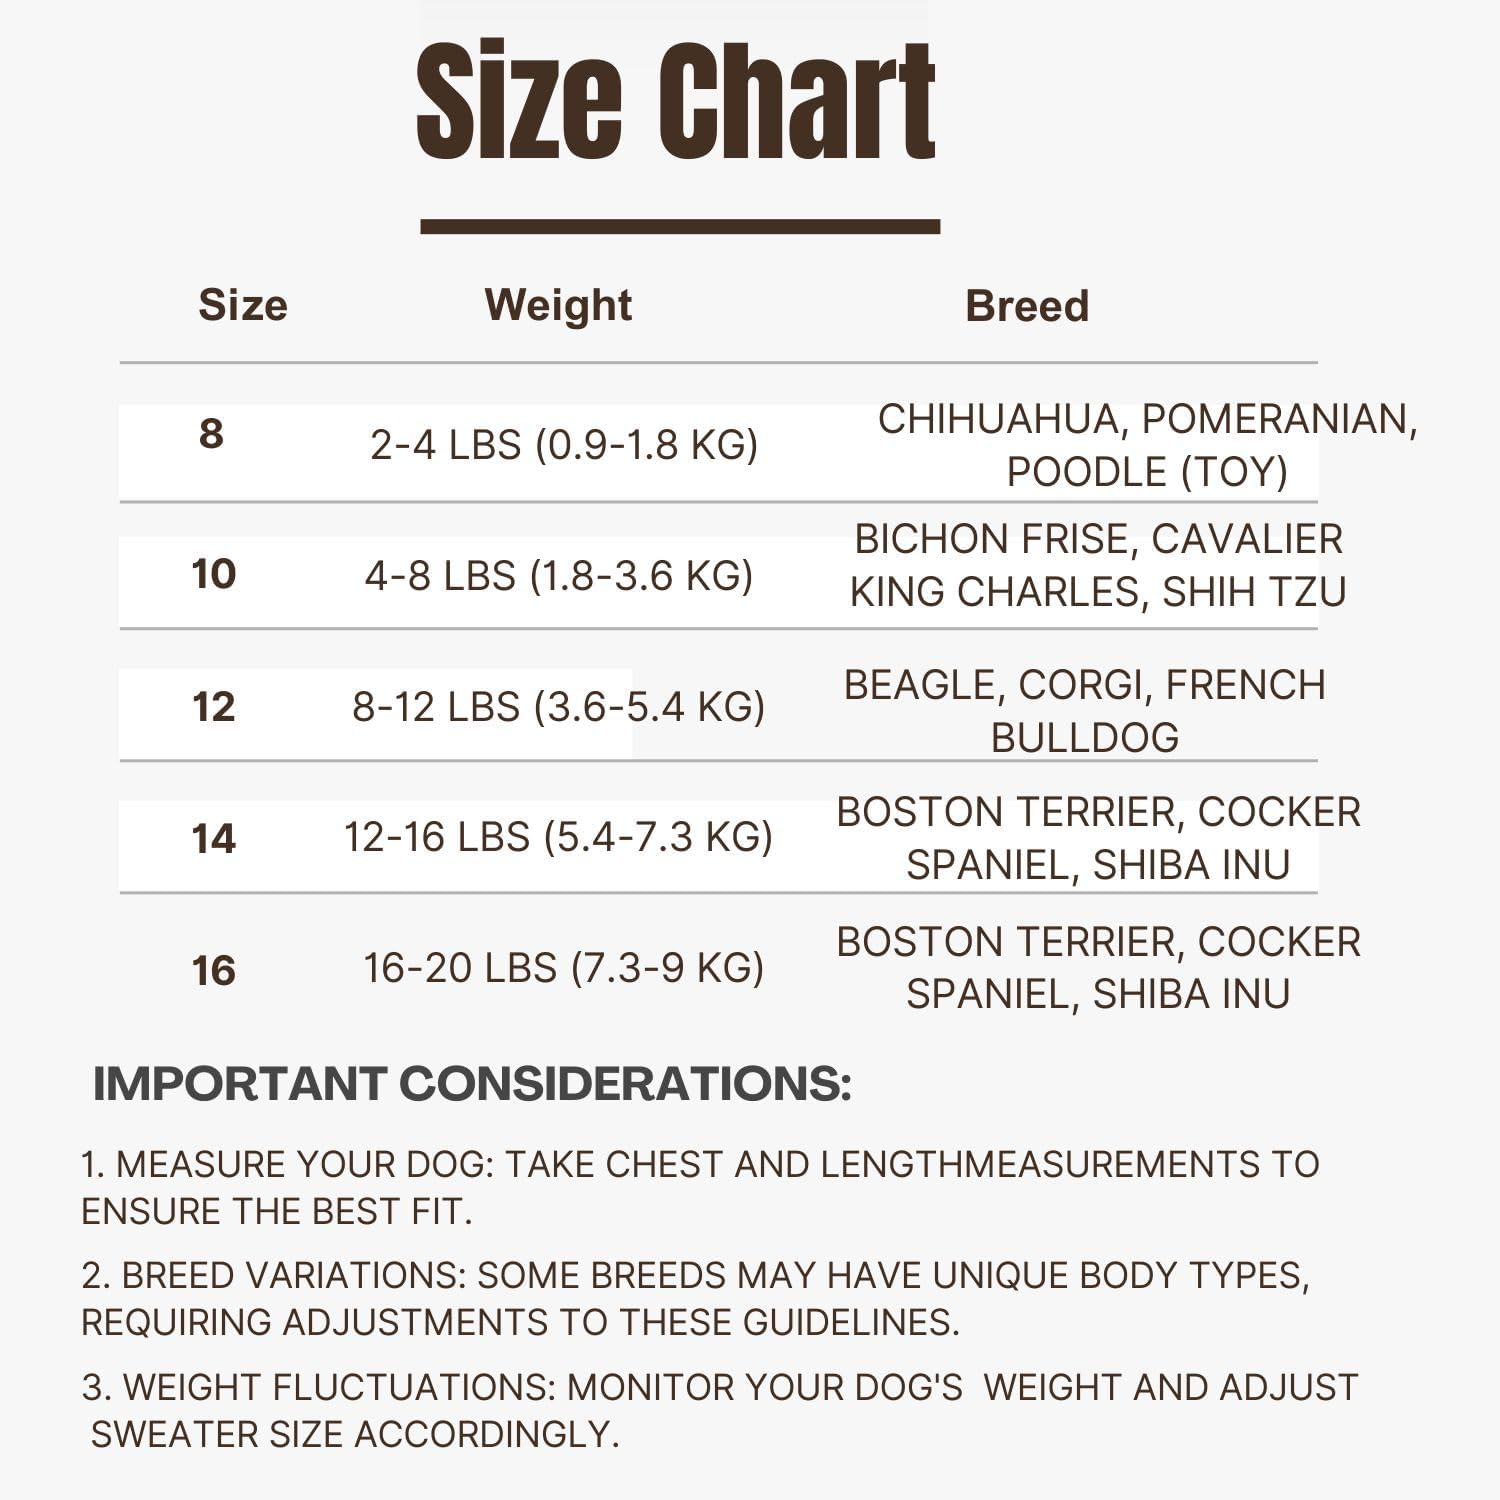 Size Chart
Size Weight Breed
8 2-4 LBS (0.9-1.8 KG) CHIHUAHUA, POMERANIAN,
POODLE (TOY)
10 4-8 LBS (1.8-3.6 KG) BICHON FRISE, CAVALIER
KING CHARLES, SHIH TZU
12 8-12 LBS (3.6-5.4 KG) BEAGLE, CORGI, FRENCH
BULLDOG
14 12-16 LBS (5.4-7.3 KG) BOSTON TERRIER, COCKER
SPANIEL, SHIBA INU
16 16-20 LBS (7.3-9 KG) BOSTON TERRIER, COCKER
SPANIEL, SHIBA INU
IMPORTANT CONSIDERATIONS:
1. MEASURE YOUR DOG: TAKE CHEST AND LENGTHMEASUREMENTS TO
ENSURE THE BEST FIT.
2. BREED VARIATIONS: SOME BREEDS MAY HAVE UNIQUE BODY TYPES,
REQUIRING ADJUSTMENTS TO THESE GUIDELINES.
3. WEIGHT FLUCTUATIONS: MONITOR YOUR DOG'S WEIGHT AND ADJUST
SWEATER SIZE ACCORDINGLY.